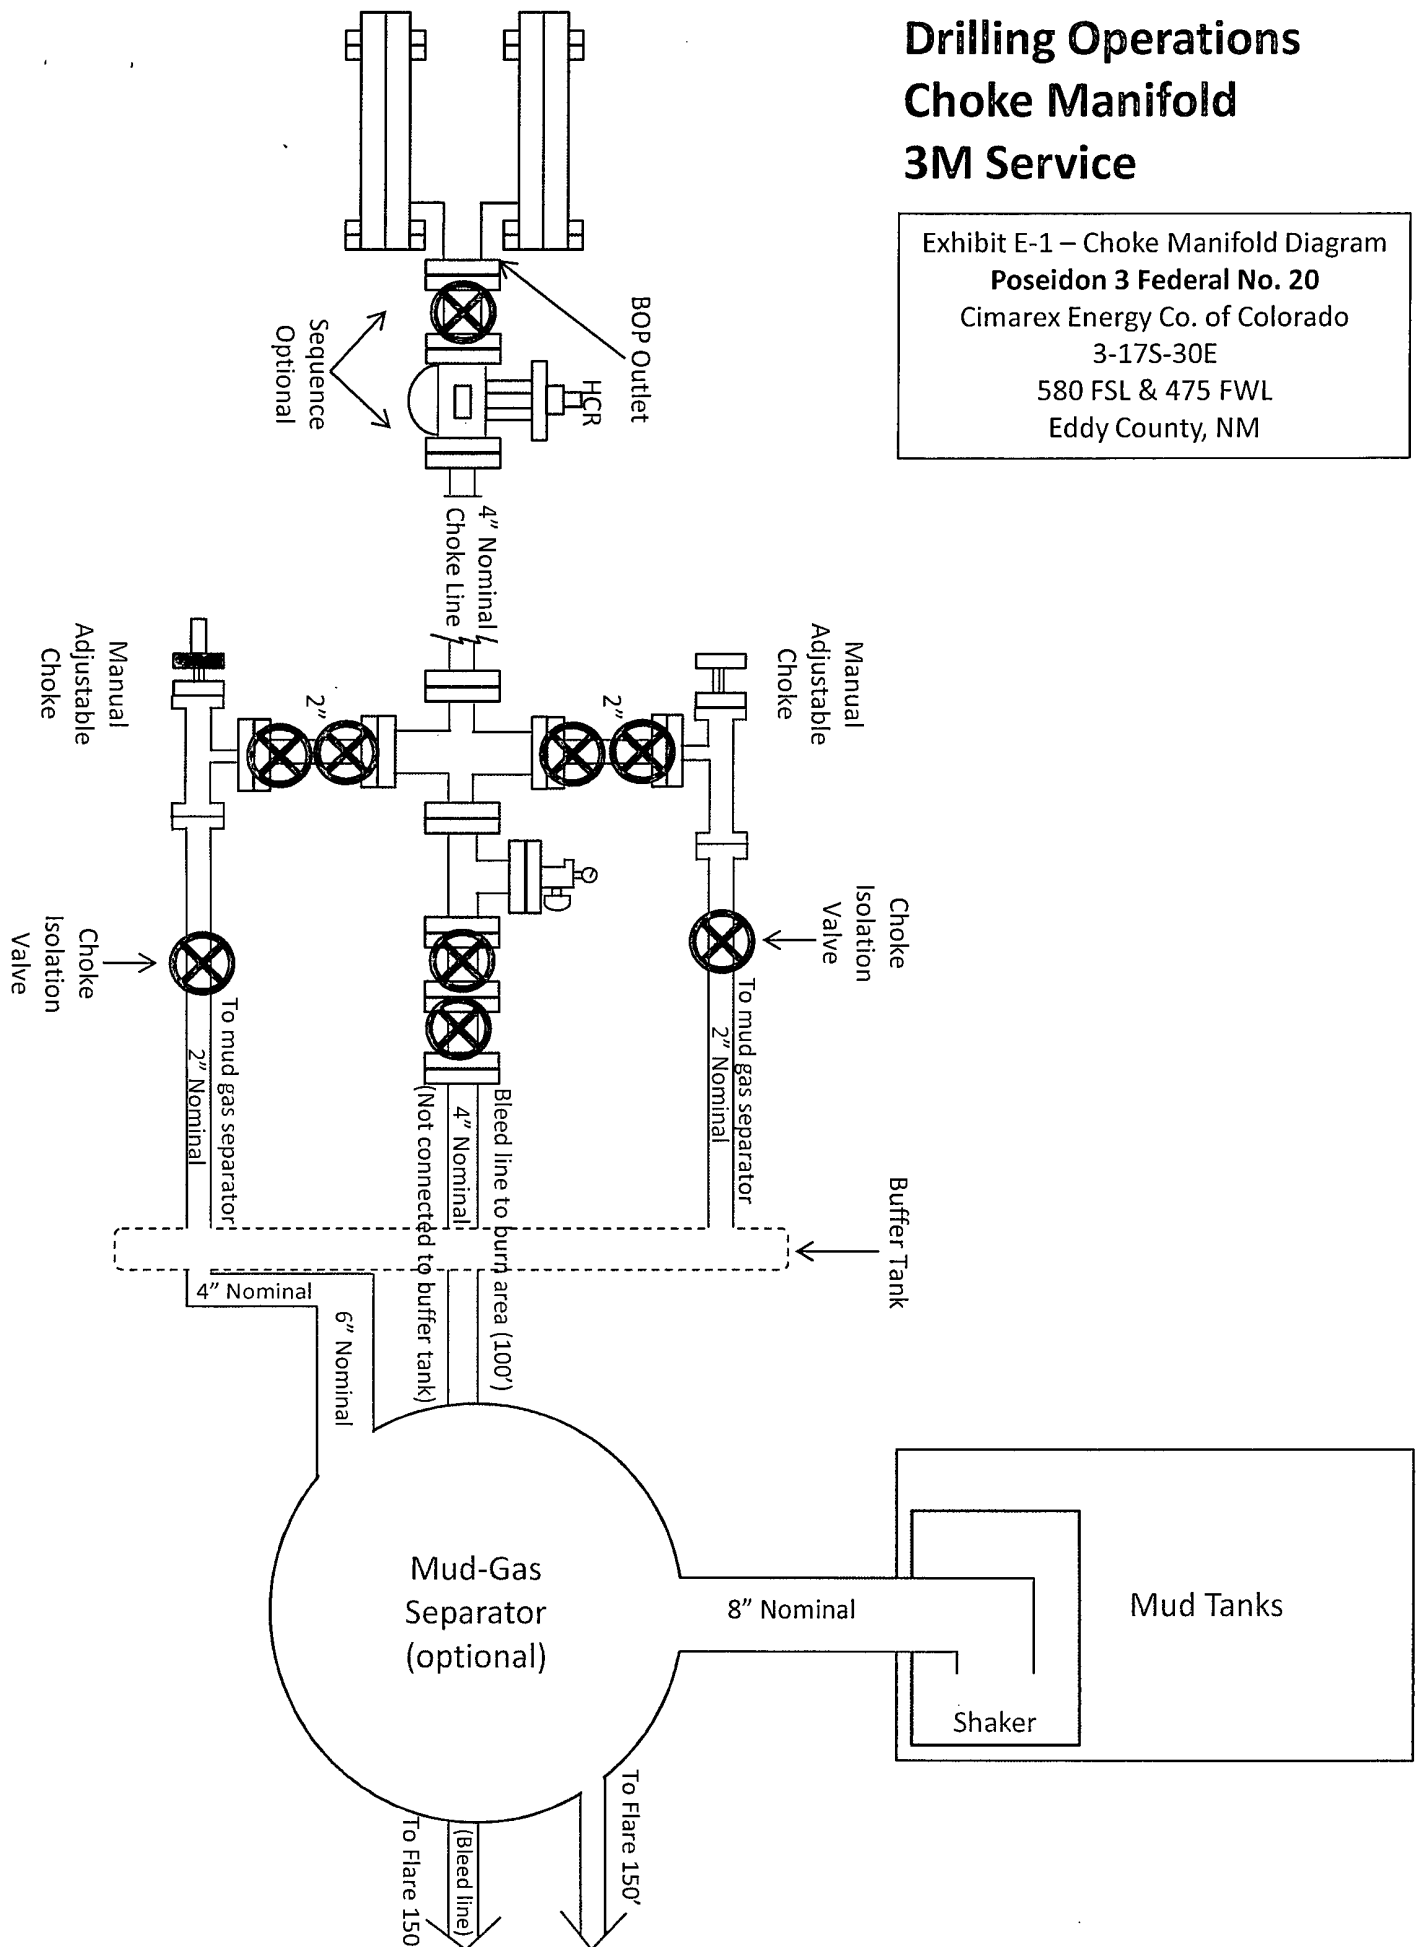 Drilling Operations
Choke Manifold
3M Service
Exhibit E-1 – Choke Manifold Diagram
Poseidon 3 Federal No. 20
Cimarex Energy Co. of Colorado
3-17S-30E
580 FSL & 475 FWL
Eddy County, NM
BOP Outlet
HCR
Sequence
Optional
4” Nominal
Choke Line
Manual
Adjustable
Choke
2”
2”
Manual
Adjustable
Choke
Choke
Isolation
Valve
Choke
Isolation
Valve
To mud gas separator
2” Nominal
To mud gas separator
2” Nominal
Bleed line to burn area (100’)
4” Nominal
(Not connected to buffer tank)
Buffer Tank
4” Nominal
6” Nominal
Mud-Gas
Separator
(optional)
8” Nominal
Mud Tanks
Shaker
To Flare 150’
(Bleed line)
To Flare 150